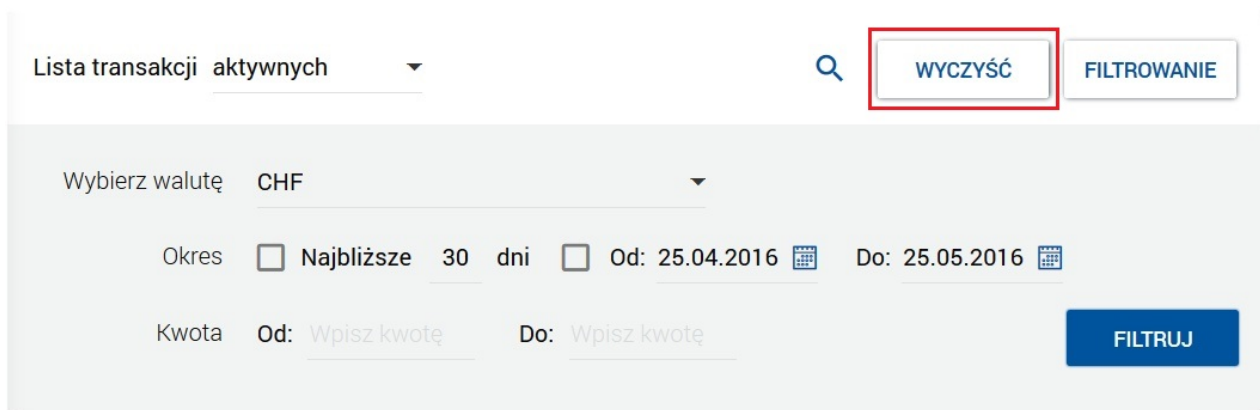 Lista transakcji aktywnych WYCZYŚĆ FILTROWANIE
Wybierz walutę CHF
Okres Najbliższe 30 dni Od: 25.04.2016 Do: 25.05.2016
Kwota Od: Wpisz kwotę Do: Wpisz kwotę FILTRUJ